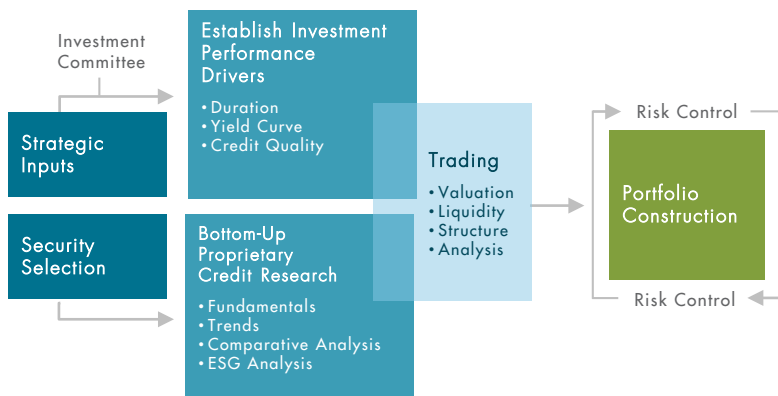 Investment
Committee
Strategic
Inputs
Establish Investment
Performance
Drivers
• Duration
• Yield Curve
• Credit Quality
Security
Selection
Bottom-Up
Proprietary
Credit Research
• Fundamentals
• Trends
• Comparative Analysis
• ESG Analysis
Trading
• Valuation
• Liquidity
• Structure
• Analysis
Risk Control
Portfolio
Construction
Risk Control